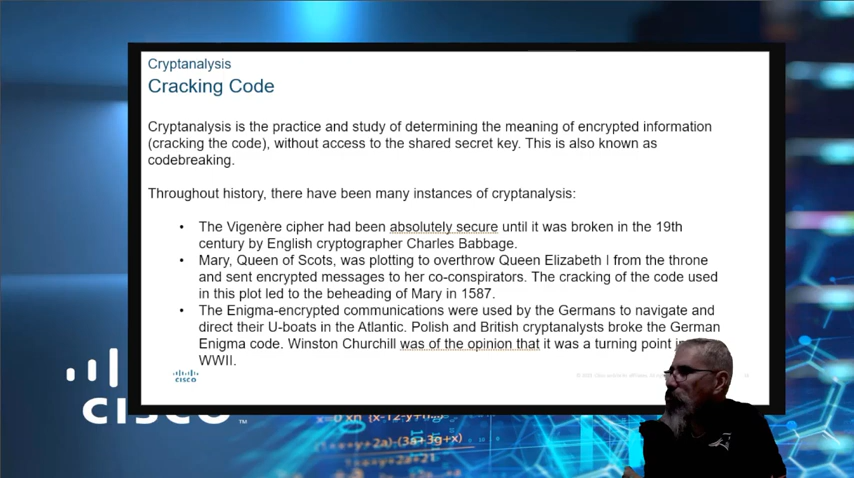 Cryptanalysis
Cracking Code
Cryptanalysis is the practice and study of determining the meaning of encrypted information
(cracking the code), without access to the shared secret key. This is also known as
codebreaking.
Throughout history, there have been many instances of cryptanalysis:
• The Vigenère cipher had been absolutely secure until it was broken in the 19th
century by English cryptographer Charles Babbage.
• Mary, Queen of Scots, was plotting to overthrow Queen Elizabeth I from the throne
and sent encrypted messages to her co-conspirators. The cracking of the code used
in this plot led to the beheading of Mary in 1587.
• The Enigma-encrypted communications were used by the Germans to navigate and
direct their U-boats in the Atlantic. Polish and British cryptanalysts broke the German
Enigma code. Winston Churchill was of the opinion that it was a turning point
WWII.
CISCO
CISCO